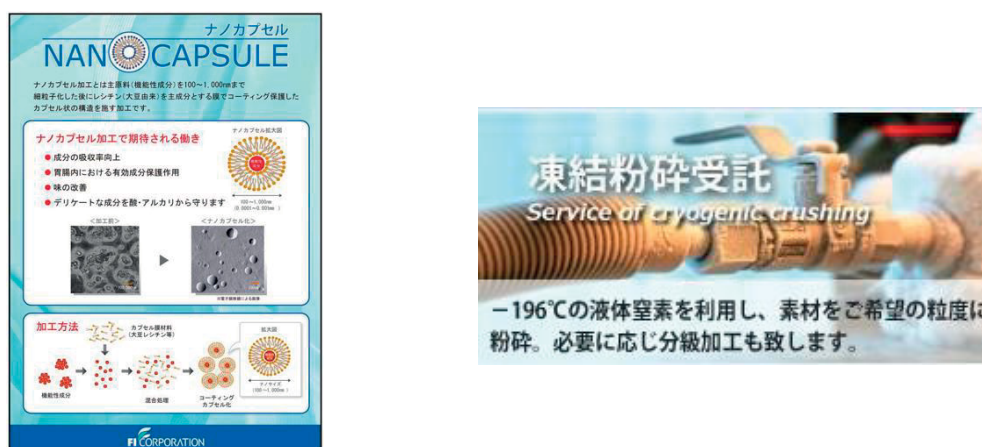 ナノカプセル
NANOCAPSULE
ナノカプセル加工とは主原料(機能性成分)を100~1,000nmまで
細粒子化した後にレシチン(大豆由来)を主成分とする膜でコーティング保護した
カプセル状の構造を施す加工です。
ナノカプセル加工で期待される働き
● 成分の吸収率向上
● 胃腸内における有効成分保護作用
● 味の改善
● デリケートな成分を酸・アルカリから守ります
ナノカプセル拡大図
100~1,000nm
<加工前>
<ナノカプセル化>
加工方法
カプセル膜材料
(大豆レシチン等)
機能性成分
混合処理
コーティング
カプセル化
拡大図
ナノサイズ
(100~1,000nm)
FI CORPORATION
凍結粉砕受託
Service of cryogenic crushing
-196℃の液体窒素を利用し、素材をご希望の粒度に
粉砕。必要に応じ分級加工も致します。